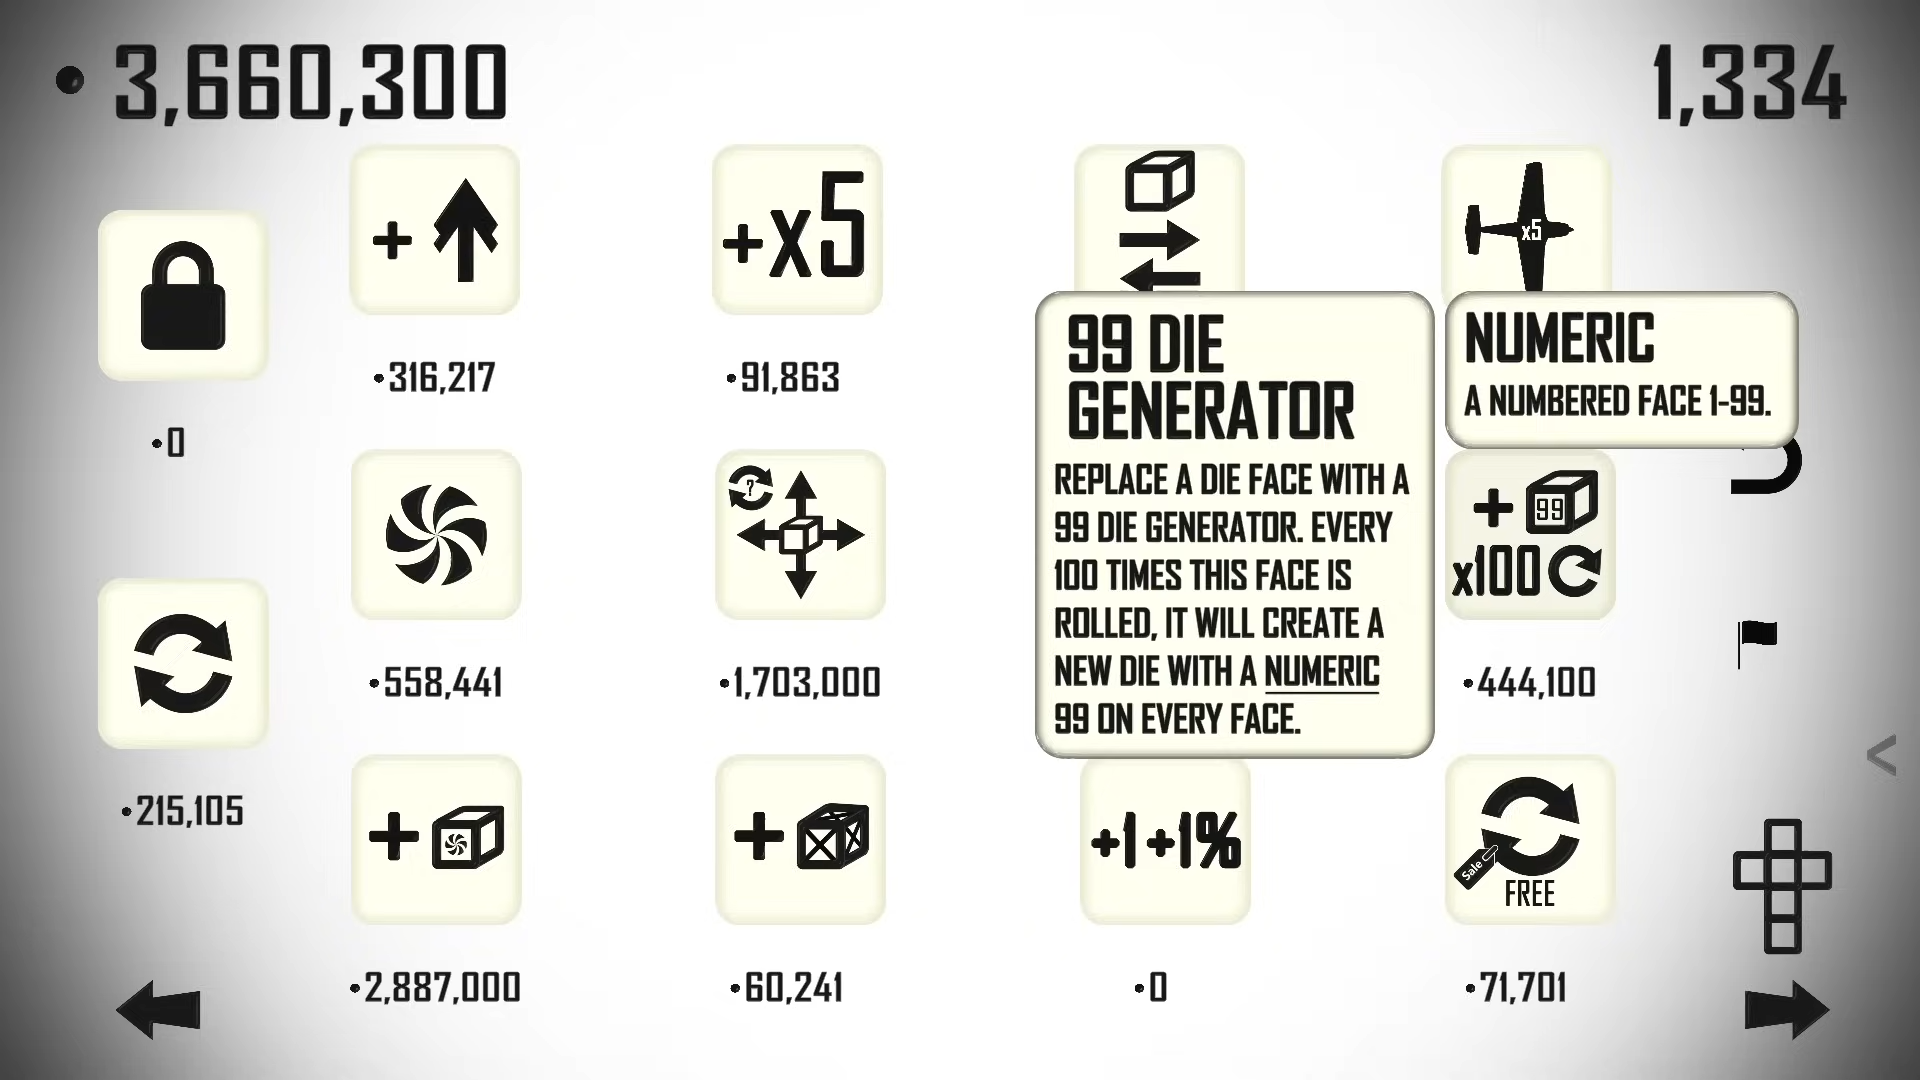 3,660,300
1,334
+
+x5
x5
316,217
91,863
0
99 DIE
GENERATOR
REPLACE A DIE FACE WITH A
99 DIE GENERATOR. EVERY
100 TIMES THIS FACE IS
ROLLED, IT WILL CREATE A
NEW DIE WITH A NUMERIC
99 ON EVERY FACE.
NUMERIC
A NUMBERED FACE 1-99.
?
+ 99
x100
558,441
1,703,000
444,100
215,105
+
+
+1 +1%
Sale
FREE
2,887,000
60,241
0
71,701
<